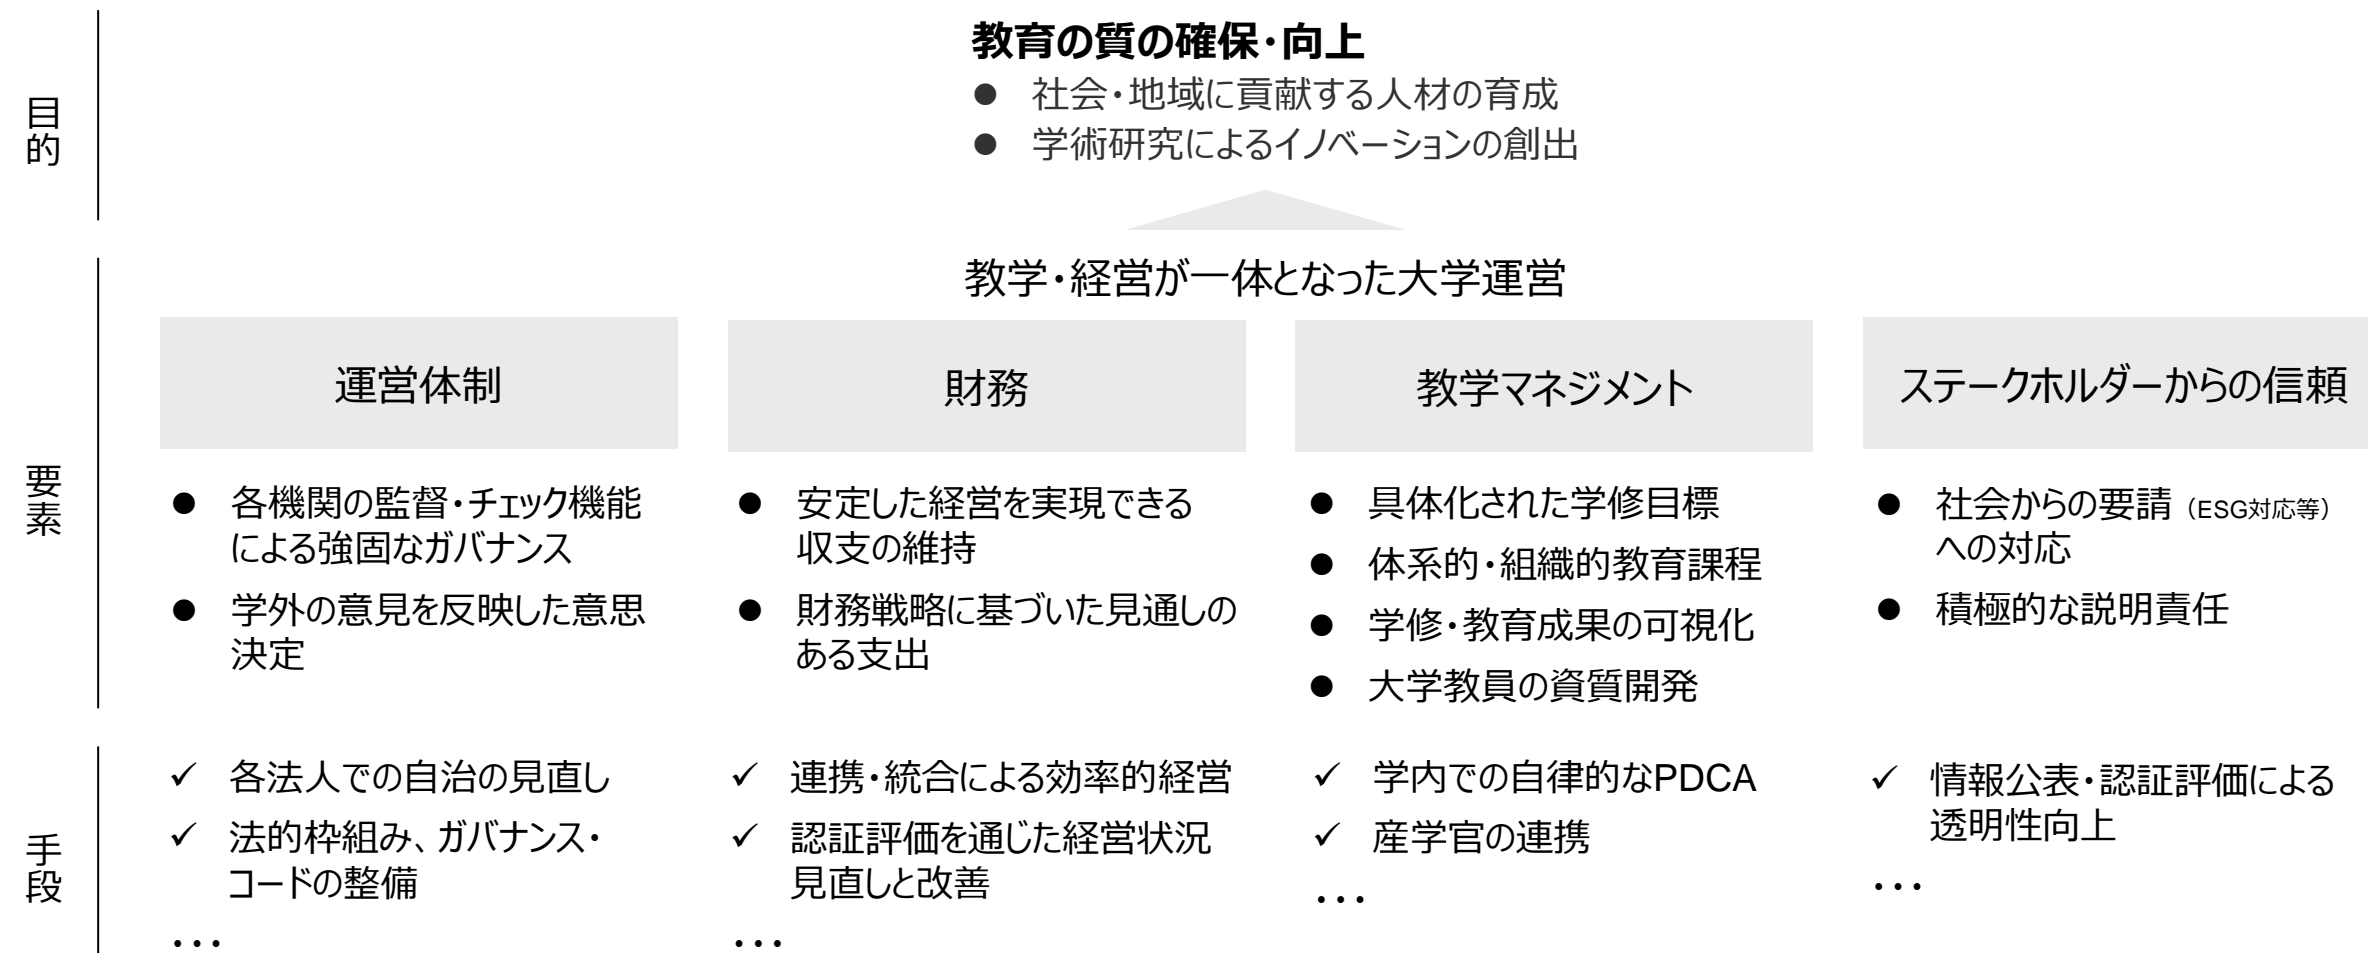 目的
教育の質の確保・向上
● 社会・地域に貢献する人材の育成
● 学術研究によるイノベーションの創出
要素
教学・経営が一体となった大学運営
運営体制
● 各機関の監督・チェック機能
による強固なガバナンス
● 学外の意見を反映した意思
決定
財務
● 安定した経営を実現できる
収支の維持
● 財務戦略に基づいた見通しの
ある支出
教学マネジメント
● 具体化された学修目標
● 体系的・組織的教育課程
● 学修・教育成果の可視化
● 大学教員の資質開発
ステークホルダーからの信頼
● 社会からの要請（ESG対応等）
への対応
● 積極的な説明責任
手段
✓ 各法人での自治の見直し
✓ 法的枠組み、ガバナンス・
コードの整備
・・・
✓ 連携・統合による効率的経営
✓ 認証評価を通じた経営状況
見直しと改善
・・・
✓ 学内での自律的なPDCA
✓ 産学官の連携
・・・
✓ 情報公表・認証評価による
透明性向上
・・・